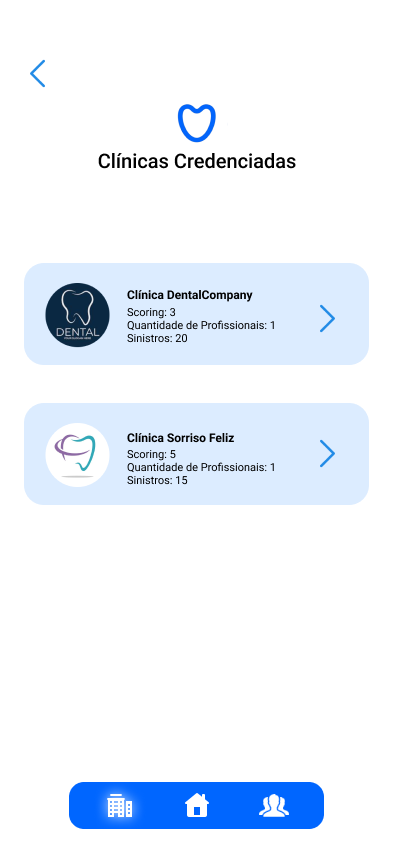 Clínicas Credenciadas
Clínica DentalCompany
Scoring: 3
Quantidade de Profissionais: 1
Sinistros: 20
DENTAL
Clínica Sorriso Feliz
Scoring: 5
Quantidade de Profissionais: 1
Sinistros: 15